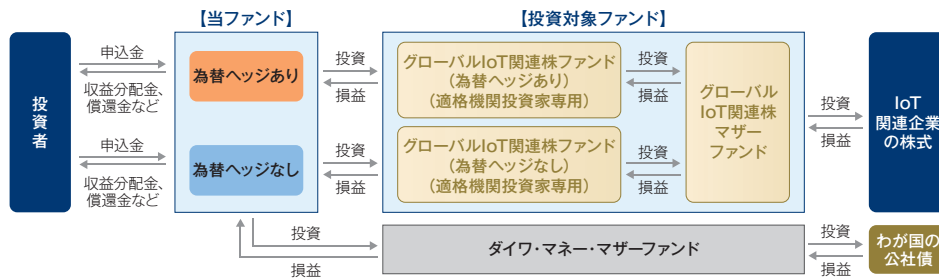 【当ファンド】
【投資対象ファンド】
投資者
申込金
収益分配金、
償還金など
為替ヘッジあり
投資
損益
グローバルIoT関連株ファンド
(為替ヘッジあり)
(適格機関投資家専用)
投資
損益
グローバル
IoT関連株
マザー
ファンド
投資
損益
IoT
関連企業
の株式
申込金
収益分配金、
償還金など
為替ヘッジなし
投資
損益
グローバルIoT関連株ファンド
(為替ヘッジなし)
(適格機関投資家専用)
投資
損益
投資
損益
ダイワ・マネー・マザーファンド
投資
損益
わが国の
公社債